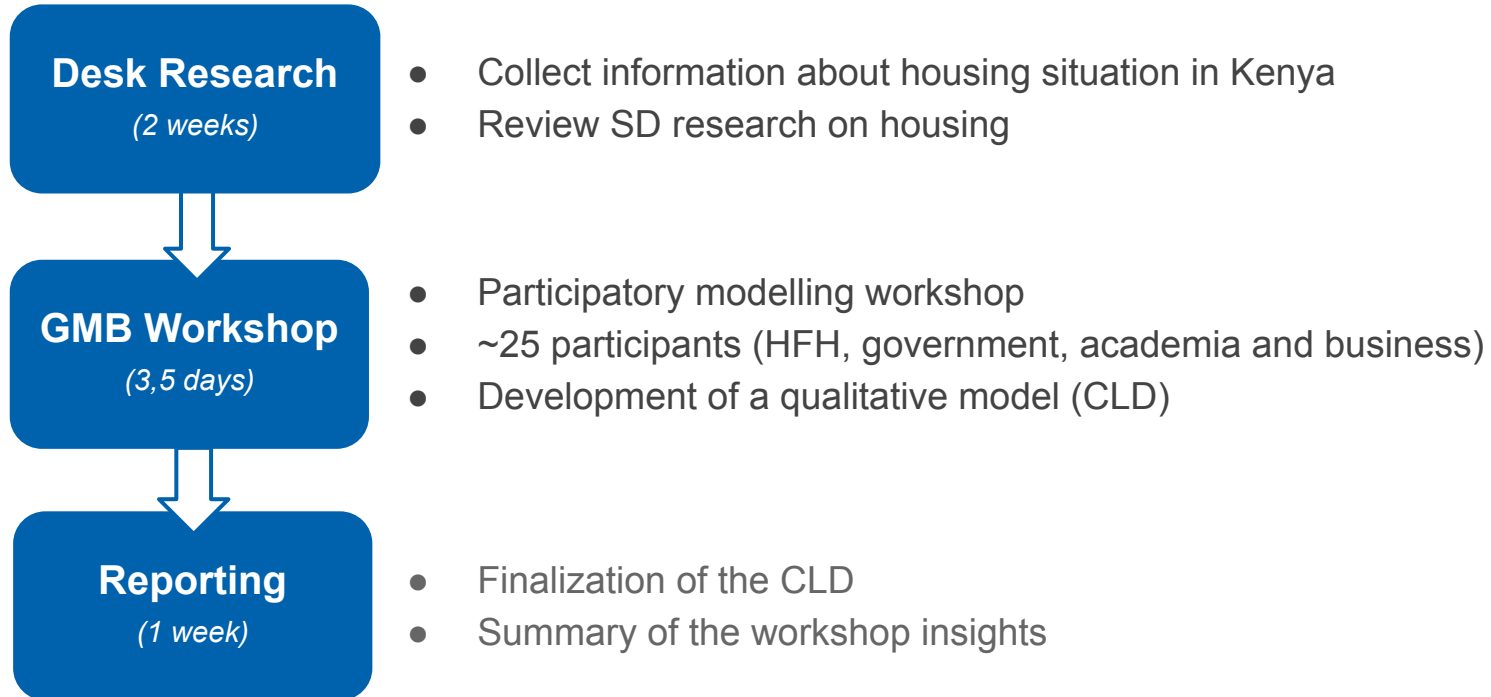 Desk Research
(2 weeks)
● Collect information about housing situation in Kenya
● Review SD research on housing
GMB Workshop
(3,5 days)
● Participatory modelling workshop
● ~25 participants (HFH, government, academia and business)
● Development of a qualitative model (CLD)
Reporting
(1 week)
● Finalization of the CLD
● Summary of the workshop insights